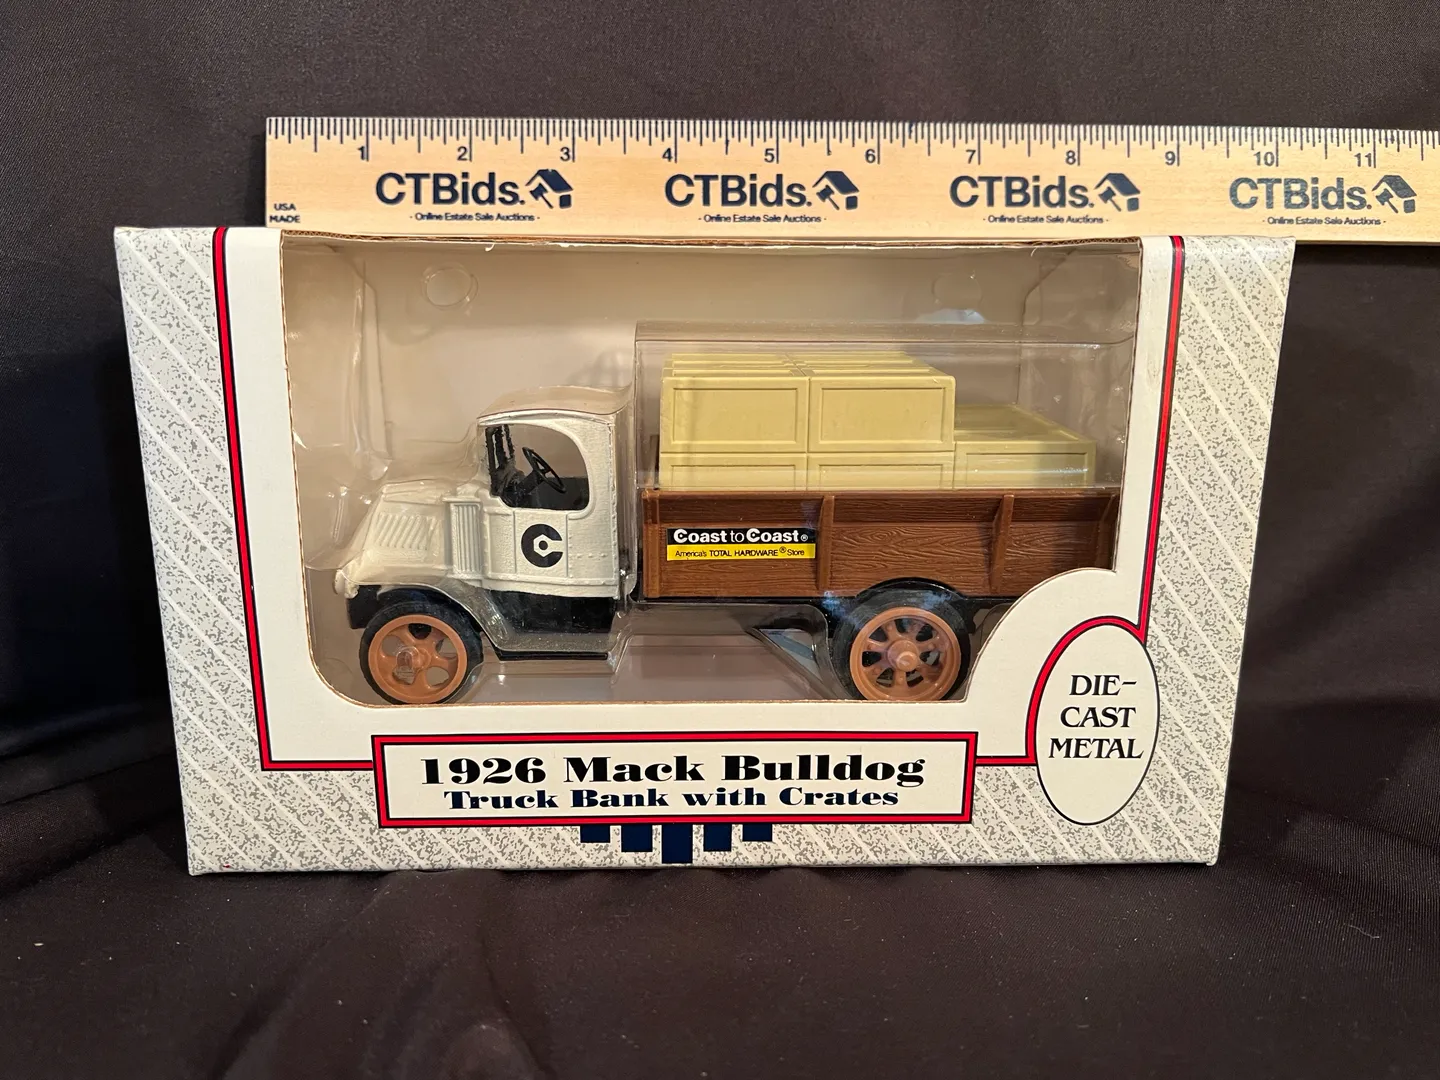 1 2 3 4 5 6 7 8 9 10 11
CTBids. CTBids. CTBids. CTBids.
- Online Estate Sale Auctions - - Online Estate Sale Auctions - - Online Estate Sale Auctions - - Online Estate Sale Auctions -
USA
MADE
C
Coast to Coast®
America's TOTAL HARDWARE® Store
DIE-
CAST
METAL
1926 Mack Bulldog
Truck Bank with Crates